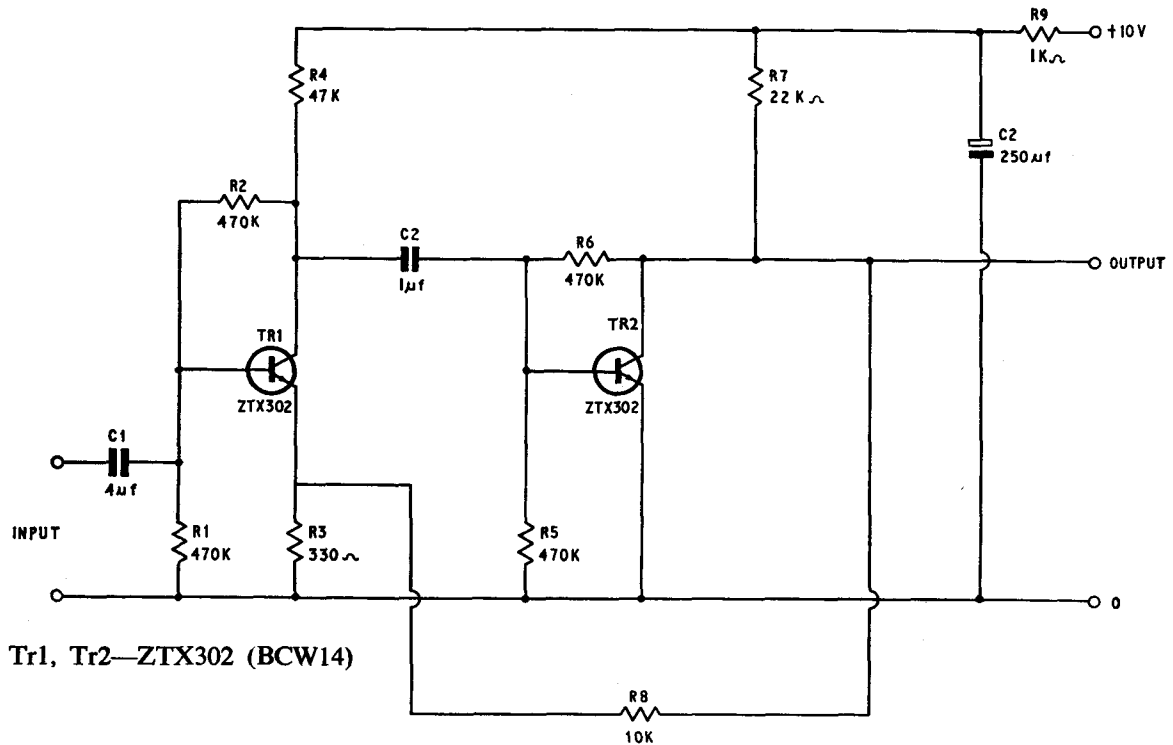 R9
+10V
1KΩ
R4
47K
R7
22KΩ
C2
250µf
R2
470K
C2
1µf
R6
470K
OUTPUT
TR1
ZTX302
TR2
ZTX302
C1
4µf
INPUT
R1
470K
R3
330Ω
R5
470K
0
Tr1, Tr2—ZTX302 (BCW14)
R8
10K